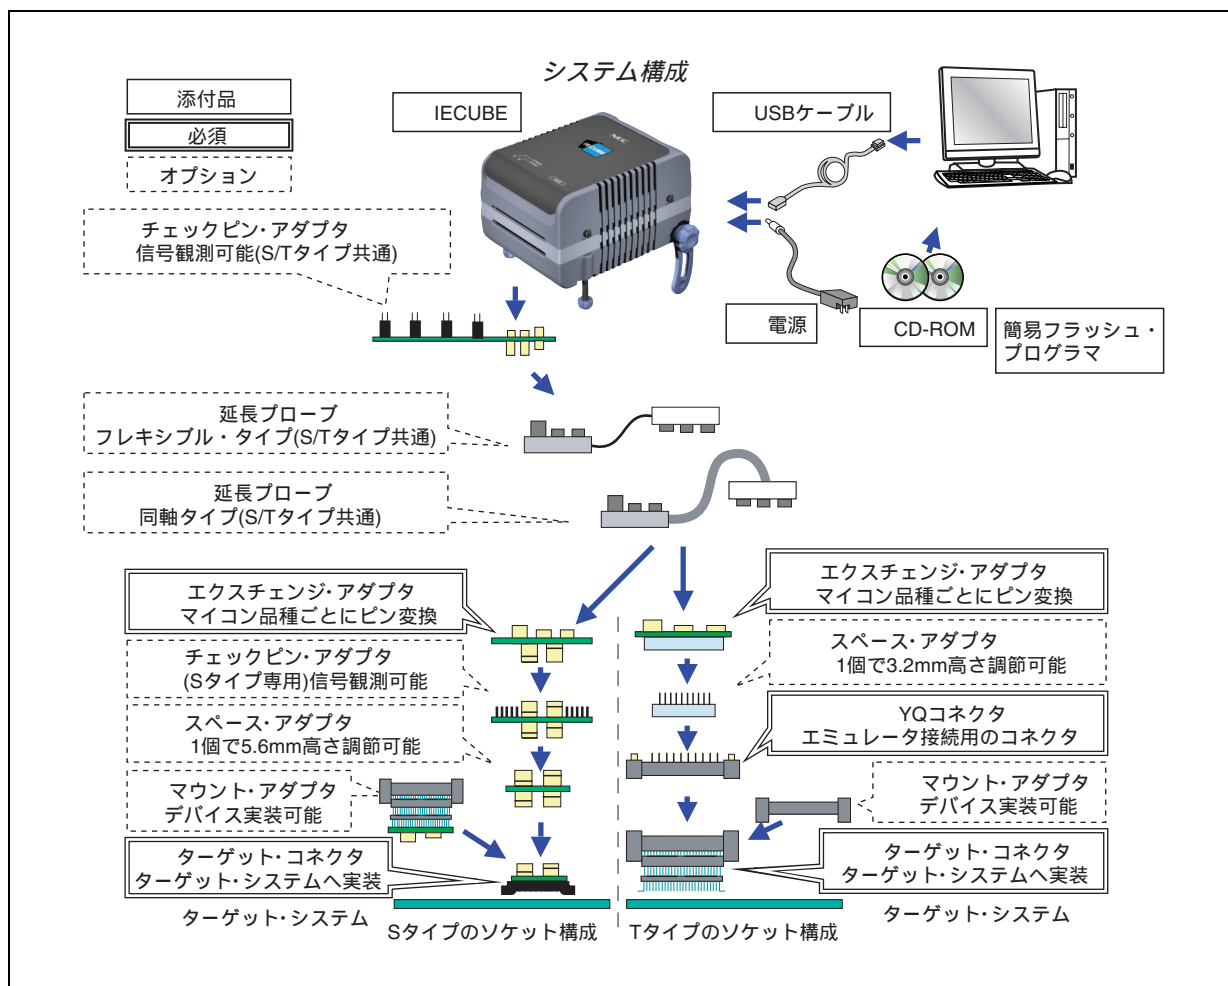 システム構成
添付品
必須
オプション
IECUBE
USBケーブル
NEC
CUBE
チェックピン・アダプタ
信号観測可能(S/Tタイプ共通)
電源
CD-ROM
簡易フラッシュ・
プログラマ
延長プローブ
フレキシブル・タイプ(S/Tタイプ共通)
延長プローブ
同軸タイプ(S/Tタイプ共通)
エクスチェンジ・アダプタ
マイコン品種ごとにピン変換
チェックピン・アダプタ
(Sタイプ専用)信号観測可能
スペース・アダプタ
1個で5.6mm高さ調節可能
マウント・アダプタ
デバイス実装可能
ターゲット・コネクタ
ターゲット・システムへ実装
ターゲット・システム
Sタイプのソケット構成
エクスチェンジ・アダプタ
マイコン品種ごとにピン変換
スペース・アダプタ
1個で3.2mm高さ調節可能
YQコネクタ
エミュレータ接続用のコネクタ
マウント・アダプタ
デバイス実装可能
ターゲット・コネクタ
ターゲット・システムへ実装
ターゲット・システム
Tタイプのソケット構成